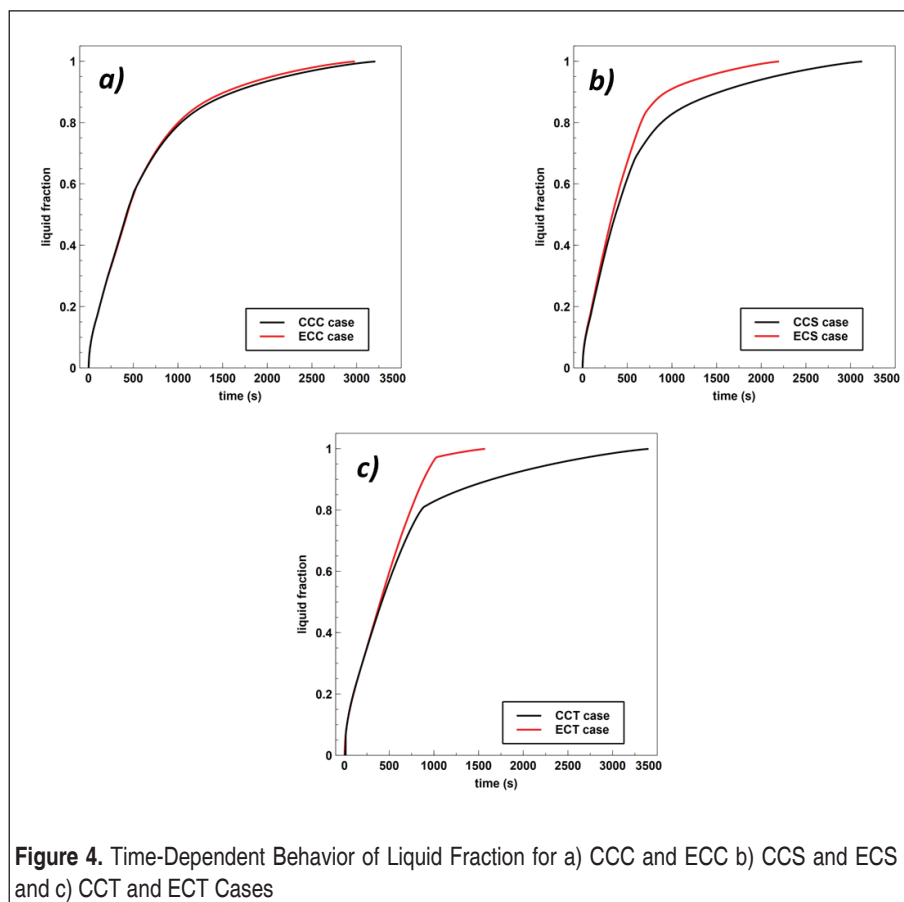 a)
1
0.8
0.6
0.4
0.2
0
liquid fraction
CCC case
ECC case
0 500 1000 1500 2000 2500 3000 3500
time (s)
b)
1
0.8
0.6
0.4
0.2
0
liquid fraction
CCS case
ECS case
0 500 1000 1500 2000 2500 3000 3500
time (s)
c)
1
0.8
0.6
0.4
0.2
0
liquid fraction
CCT case
ECT case
0 500 1000 1500 2000 2500 3000 3500
time (s)
Figure 4. Time-Dependent Behavior of Liquid Fraction for a) CCC and ECC b) CCS and ECS
and c) CCT and ECT Cases